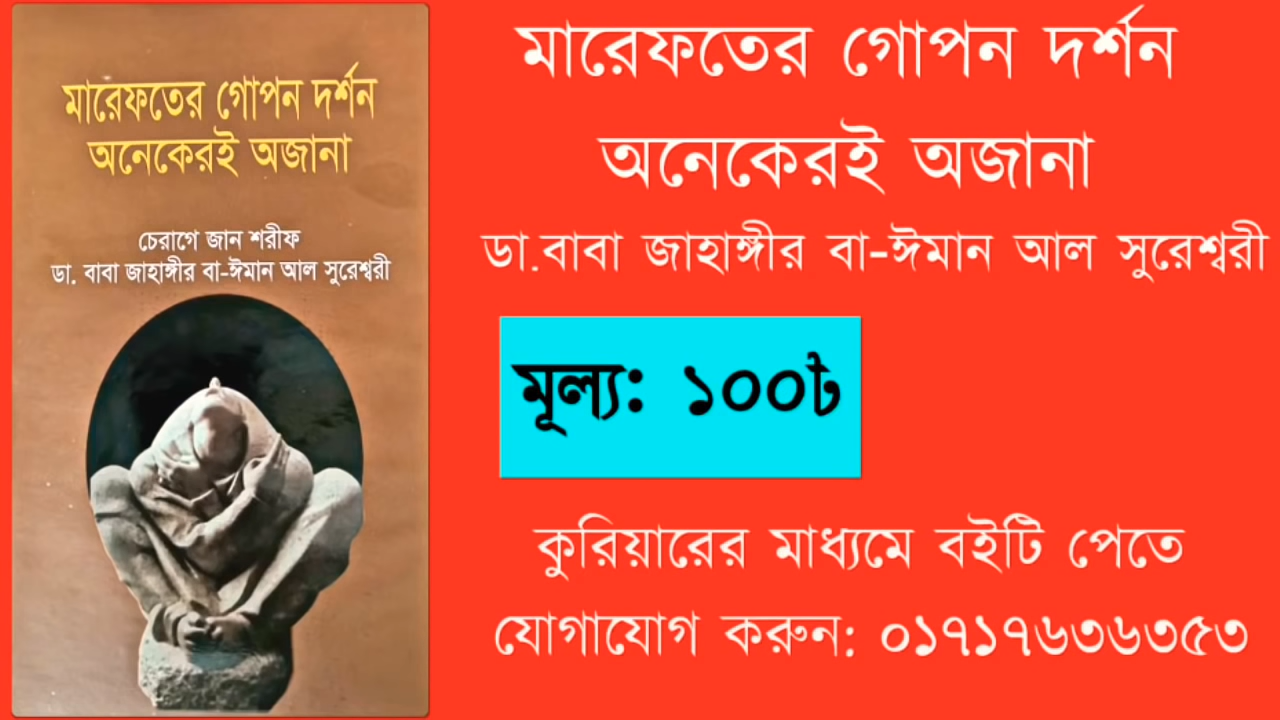 মারেফতের গোপন দর্শন
অনেকেরই অজানা
চেরাগে জান শরীফ
ডা. বাবা জাহাঙ্গীর বা-ঈমান আল সুরেশ্বরী
মারেফতের গোপন দর্শন
অনেকেরই অজানা
ডা.বাবা জাহাঙ্গীর বা-ঈমান আল সুরেশ্বরী
মূল্য: ১০০৳
কুরিয়ারের মাধ্যমে বইটি পেতে
যোগাযোগ করুন: ০১৭১৭৬৩৬৩৫৩